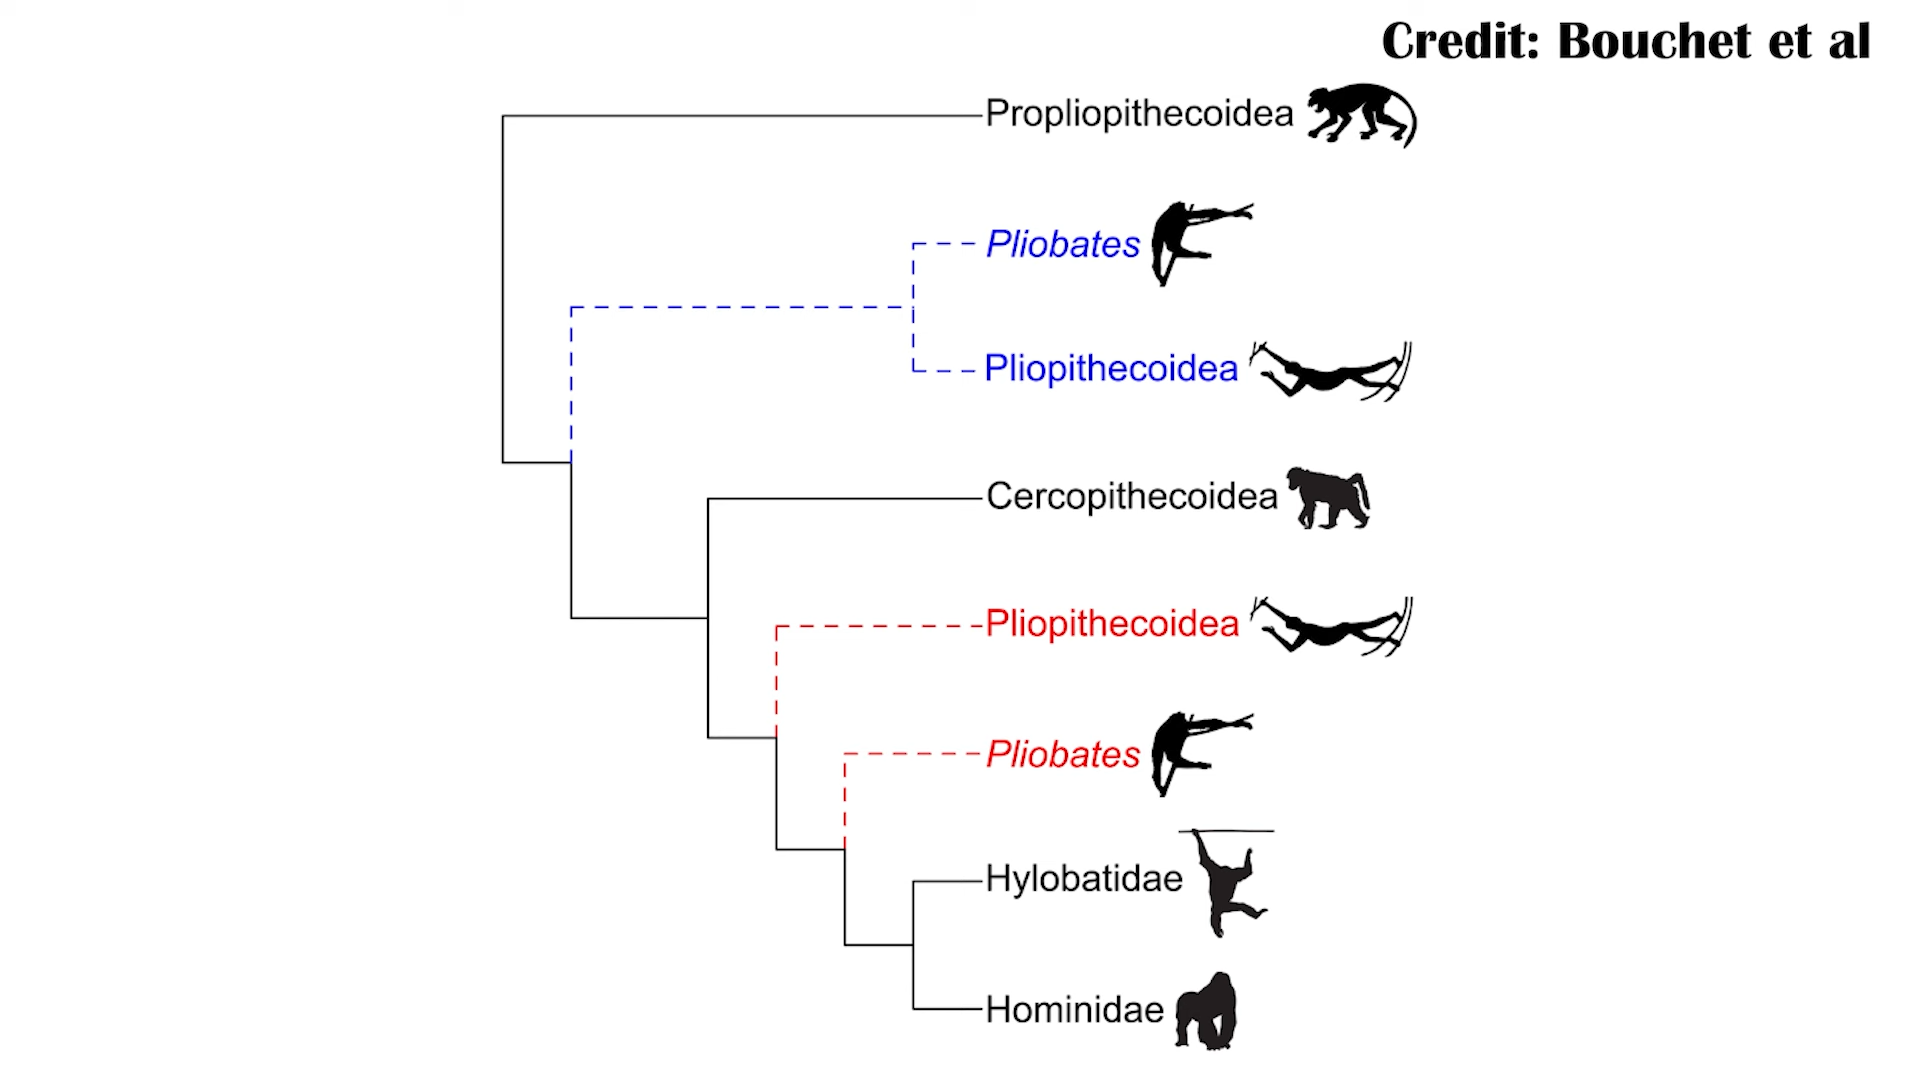 Credit: Bouchet et al
Propliopithecoidea
Pliobates
Pliopithecoidea
Cercopithecoidea
Pliopithecoidea
Pliobates
Hylobatidae
Hominidae